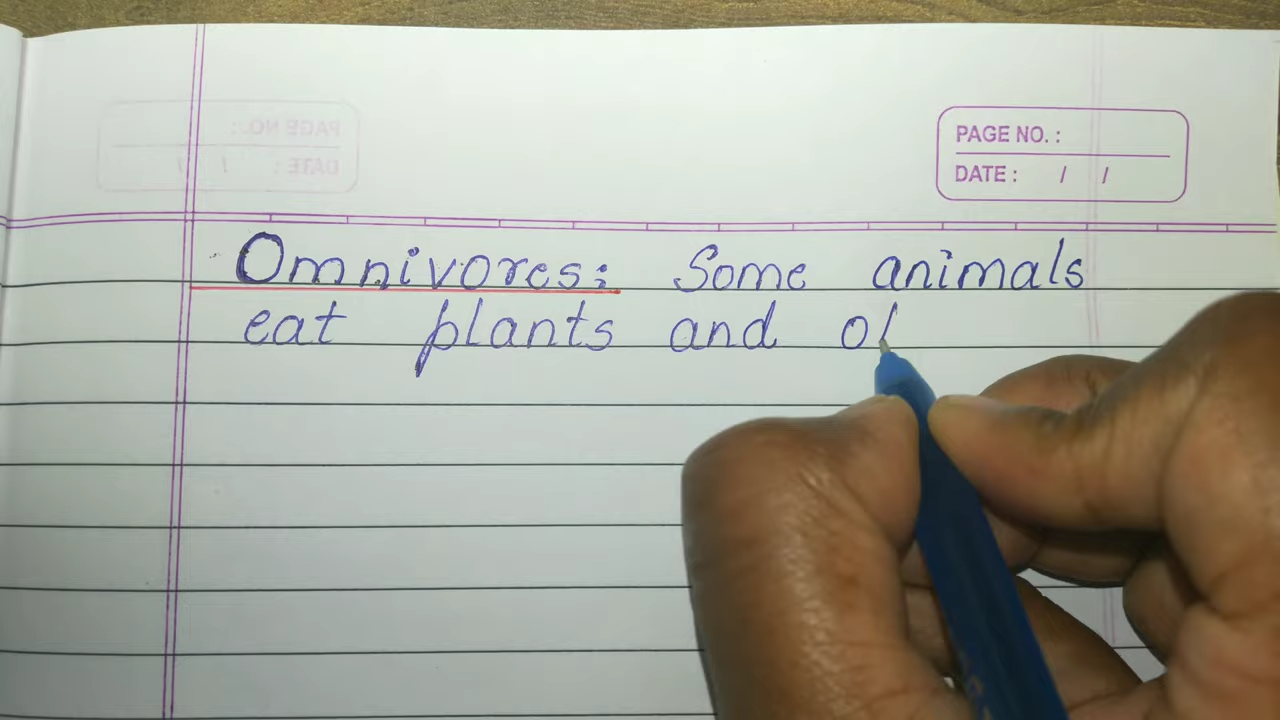 PAGE NO. :
DATE : / /
Omnivores: Some animals
eat plants and